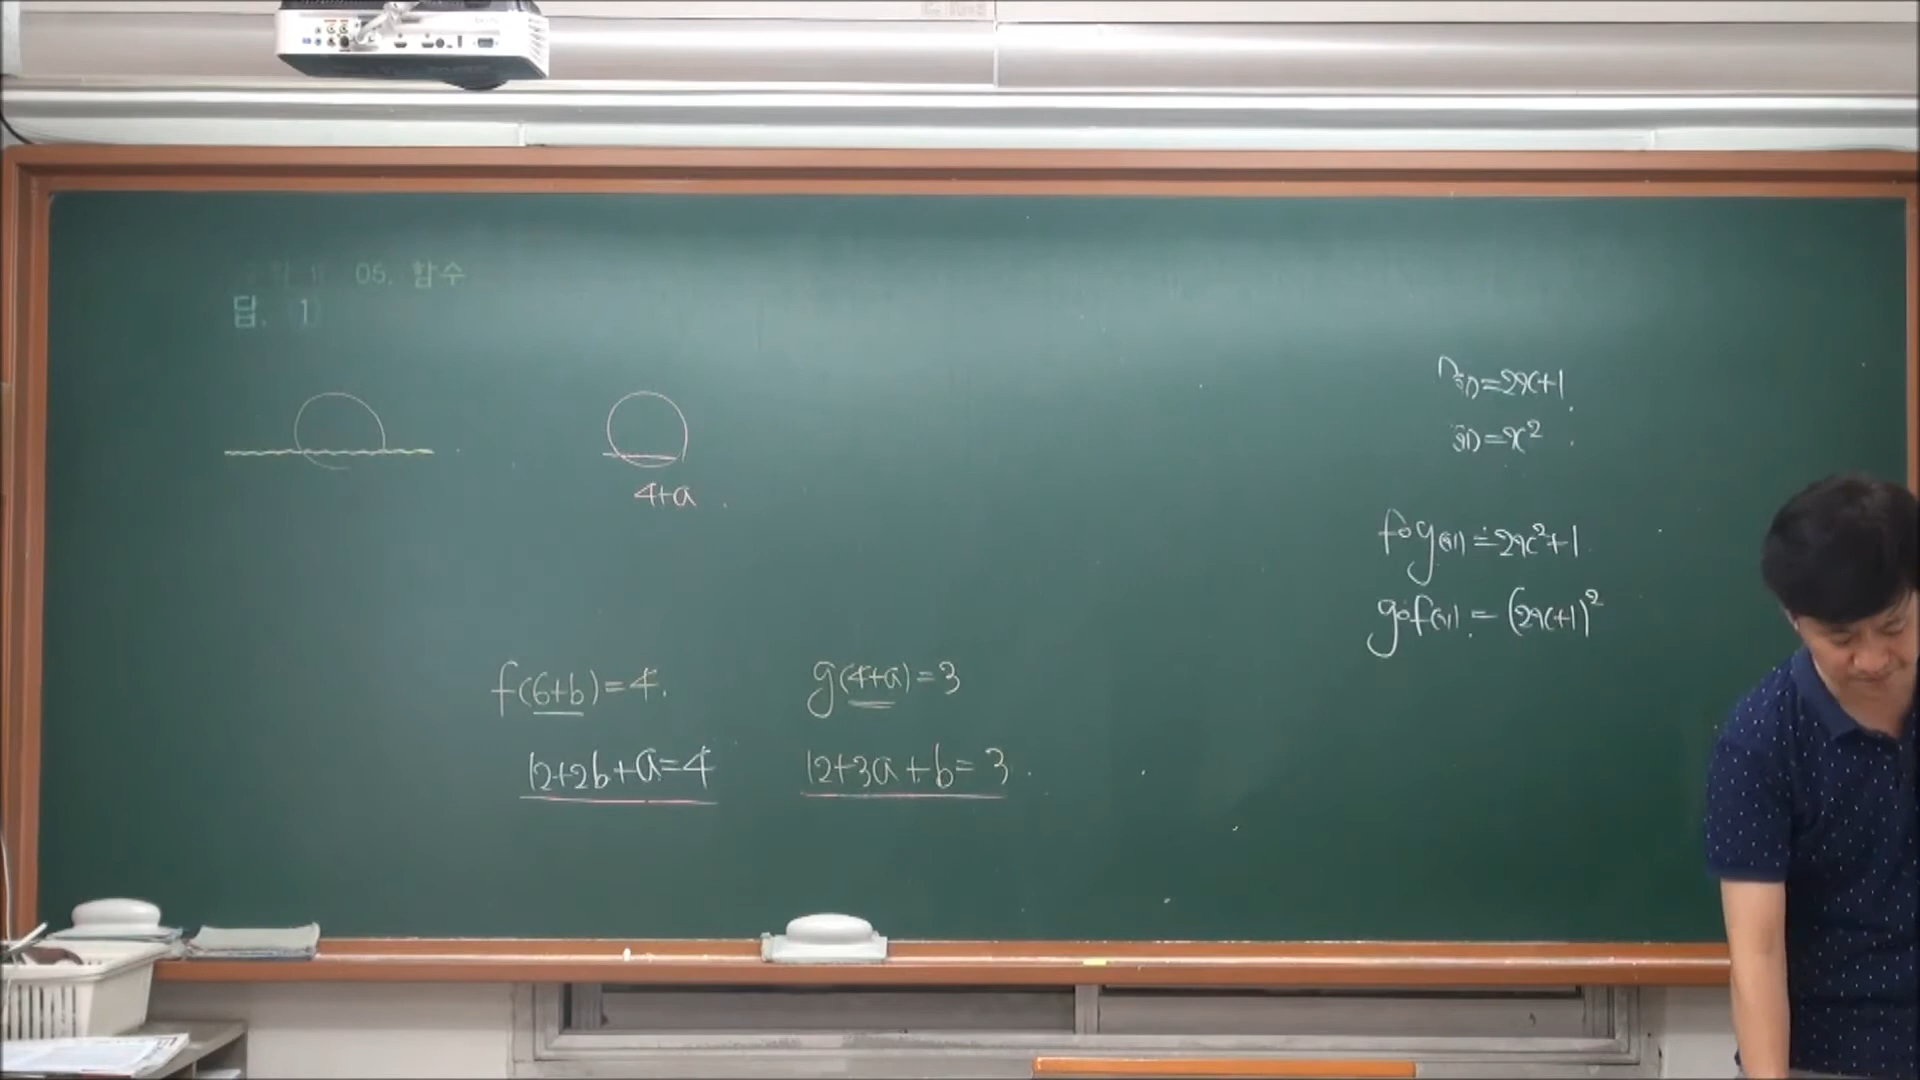 05. 함수
답. (1)
4+a
f(6+b)=4.
g(4+a)=3
12+2b+a=4
12+3a+b=3
f(x)=2x+1
g(x)=x²
f∘g(x)=2x²+1
g∘f(x)=(2x+1)²